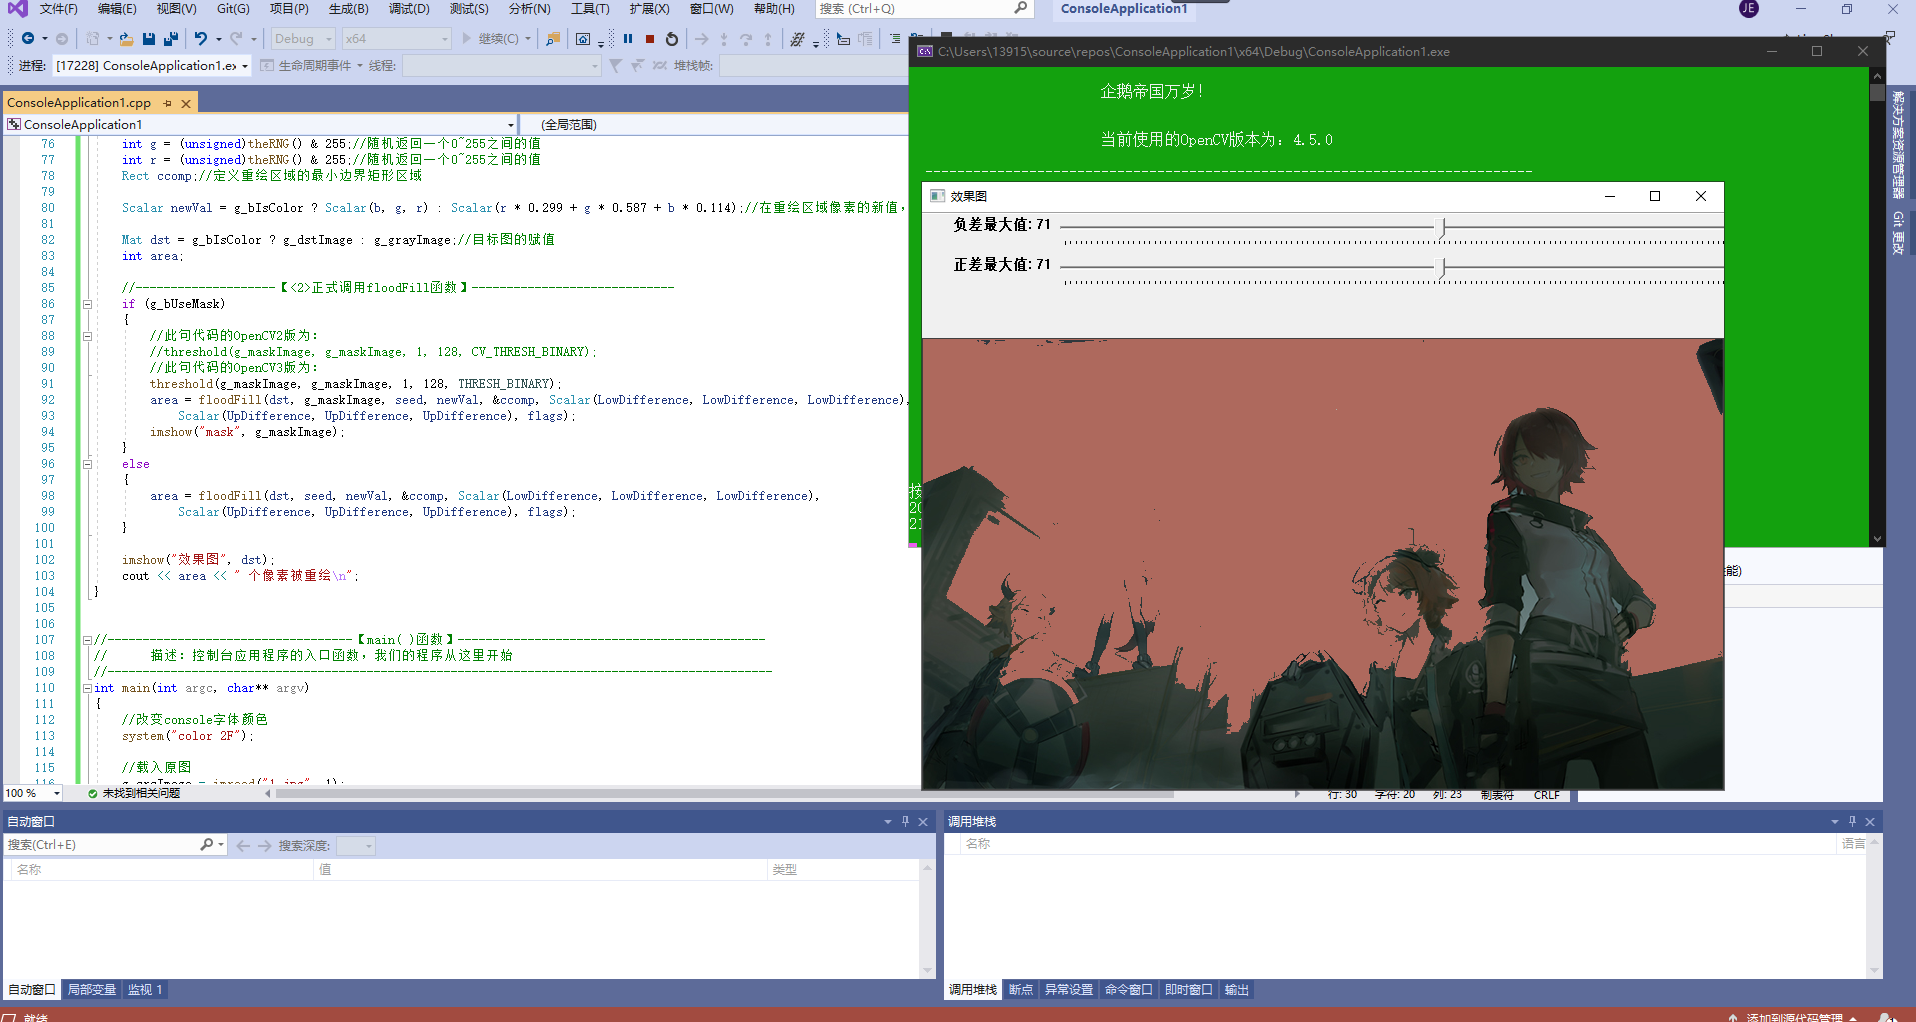 文件(F) 编辑(E) 视图(V) Git(G) 项目(P) 生成(B) 调试(D) 测试(S) 分析(N) 工具(T) 扩展(X) 窗口(W) 帮助(H) 搜索 (Ctrl+Q) ConsoleApplication1 JE
Debug x64 继续(C)
进程: [17228] ConsoleApplication1.ex 生命周期事件 线程: 堆栈帧:
ConsoleApplication1.cpp
ConsoleApplication1 (全局范围)
76 int g = (unsigned)theRNG() & 255;//随机返回一个0~255之间的值
77 int r = (unsigned)theRNG() & 255;//随机返回一个0~255之间的值
78 Rect ccomp;//定义重绘区域的最小边界矩形区域
79
80 Scalar newVal = g_bIsColor ? Scalar(b, g, r) : Scalar(r * 0.299 + g * 0.587 + b * 0.114);//在重绘区域像素的新值,
81
82 Mat dst = g_bIsColor ? g_dstImage : g_grayImage;//目标图的赋值
83 int area;
84
85 //--------------------【<2>正式调用floodFill函数】-----------------------------
86 if (g_bUseMask)
87 {
88 //此句代码的OpenCV2版为:
89 //threshold(g_maskImage, g_maskImage, 1, 128, CV_THRESH_BINARY);
90 //此句代码的OpenCV3版为:
91 threshold(g_maskImage, g_maskImage, 1, 128, THRESH_BINARY);
92 area = floodFill(dst, g_maskImage, seed, newVal, &ccomp, Scalar(LowDifference, LowDifference, LowDifference),
93 Scalar(UpDifference, UpDifference, UpDifference), flags);
94 imshow("mask", g_maskImage);
95 }
96 else
97 {
98 area = floodFill(dst, seed, newVal, &ccomp, Scalar(LowDifference, LowDifference, LowDifference),
99 Scalar(UpDifference, UpDifference, UpDifference), flags);
100 }
101
102 imshow("效果图", dst);
103 cout << area << " 个像素被重绘\n";
104 }
105
106
107 //-----------------------------------【main( )函数】--------------------------------------------
108 // 描述: 控制台应用程序的入口函数, 我们的程序从这里开始
109 //-----------------------------------------------------------------------------------------------
110 int main(int argc, char** argv)
111 {
112 //改变console字体颜色
113 system("color 2F");
114
115 //载入原图
C:\Users\13915\source\repos\ConsoleApplication1\x64\Debug\ConsoleApplication1.exe
企鹅帝国万岁!
当前使用的OpenCV版本为: 4.5.0
----------------------------------------------------------------------------
效果图
负差最大值: 71
正差最大值: 71
解决方案资源管理器
Git 更改
100 % 未找到相关问题 行: 30 字符: 20 列: 23 制表符 CRLF
自动窗口
搜索(Ctrl+E) 搜索深度:
名称 值 类型
自动窗口 局部变量 监视 1
调用堆栈
名称 语言
调用堆栈 断点 异常设置 命令窗口 即时窗口 输出
就绪 添加到源代码管理